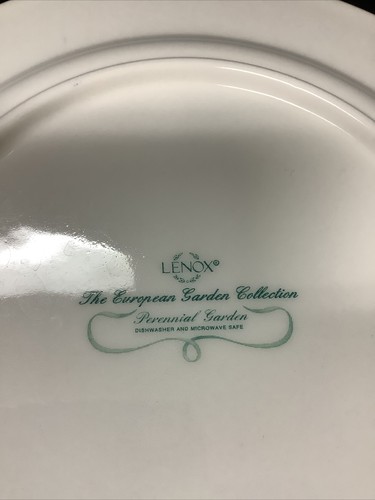 LENOX®
The European Garden Collection
Perennial Garden
DISHWASHER AND MICROWAVE SAFE